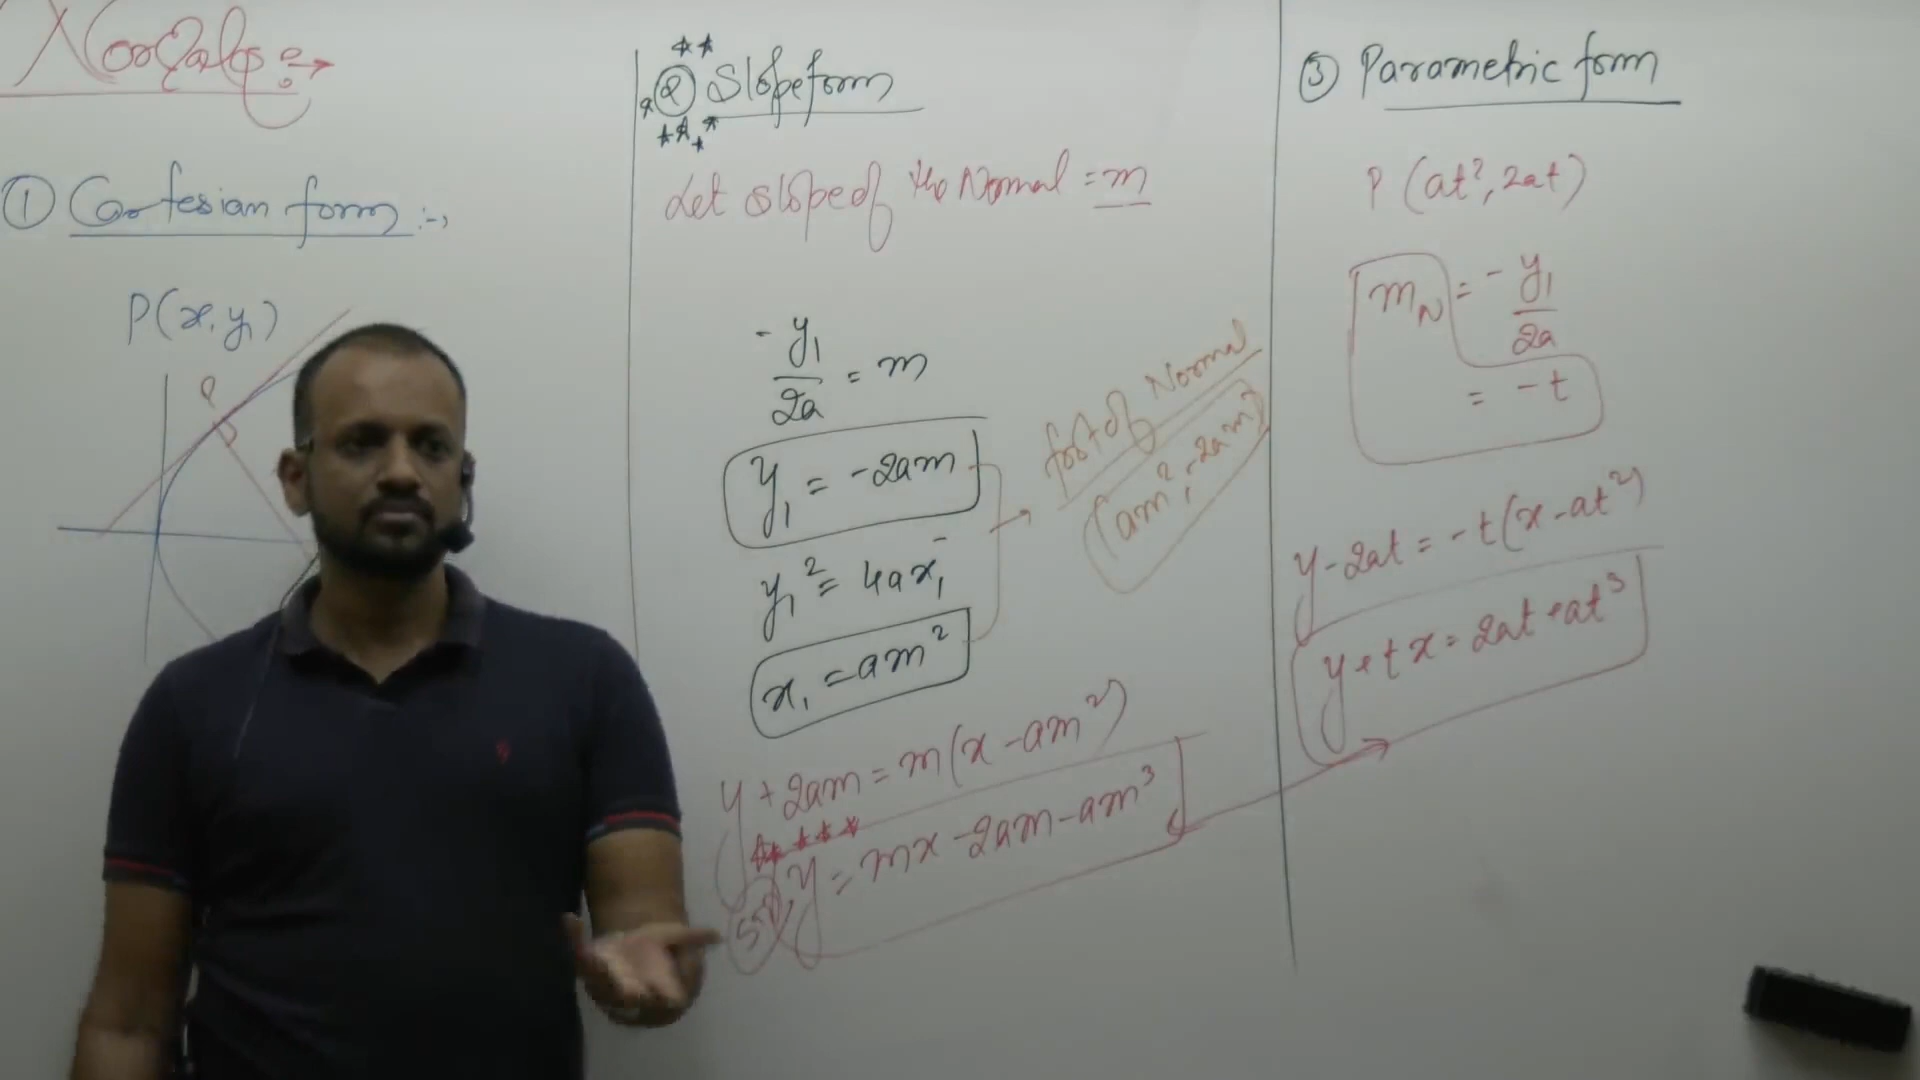 Normals :→
① Cartesian form :-
P(x₁, y₁)
P
② Slope form
Let slope of the Normal = m
-y₁/2a = m
y₁ = -2am
y₁² = 4ax₁
x₁ = am²
foot of Normal
(am², -2am)
y + 2am = m(x - am²)
y = mx - 2am - am³
③ Parametric form
P (at², 2at)
m_N = -y₁/2a
= -t
y - 2at = -t(x - at²)
y + tx = 2at + at³